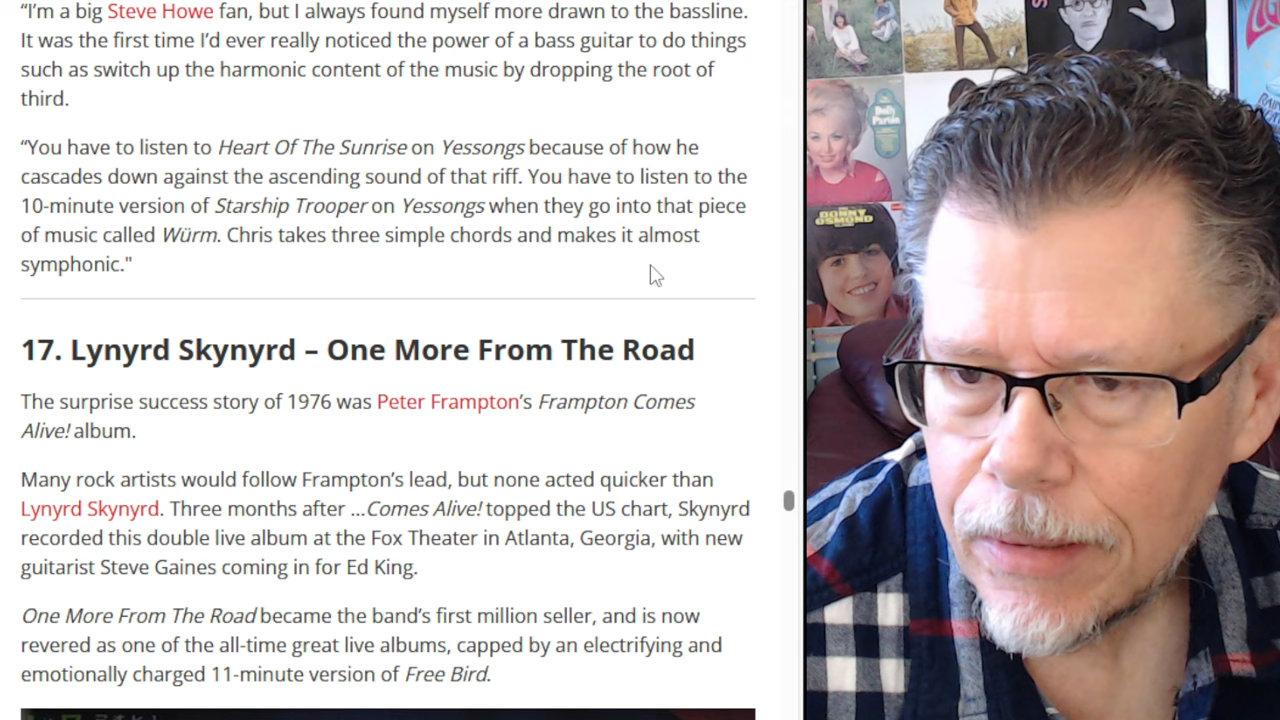 “I’m a big Steve Howe fan, but I always found myself more drawn to the bassline.
It was the first time I’d ever really noticed the power of a bass guitar to do things
such as switch up the harmonic content of the music by dropping the root of
third.
“You have to listen to Heart Of The Sunrise on Yessongs because of how he
cascades down against the ascending sound of that riff. You have to listen to the
10-minute version of Starship Trooper on Yessongs when they go into that piece
of music called Würm. Chris takes three simple chords and makes it almost
symphonic."
17. Lynyrd Skynyrd – One More From The Road
The surprise success story of 1976 was Peter Frampton’s Frampton Comes
Alive! album.
Many rock artists would follow Frampton’s lead, but none acted quicker than
Lynyrd Skynyrd. Three months after ...Comes Alive! topped the US chart, Skynyrd
recorded this double live album at the Fox Theater in Atlanta, Georgia, with new
guitarist Steve Gaines coming in for Ed King.
One More From The Road became the band’s first million seller, and is now
revered as one of the all-time great live albums, capped by an electrifying and
emotionally charged 11-minute version of Free Bird.
Dolly
Parton
DONNY
OSMOND